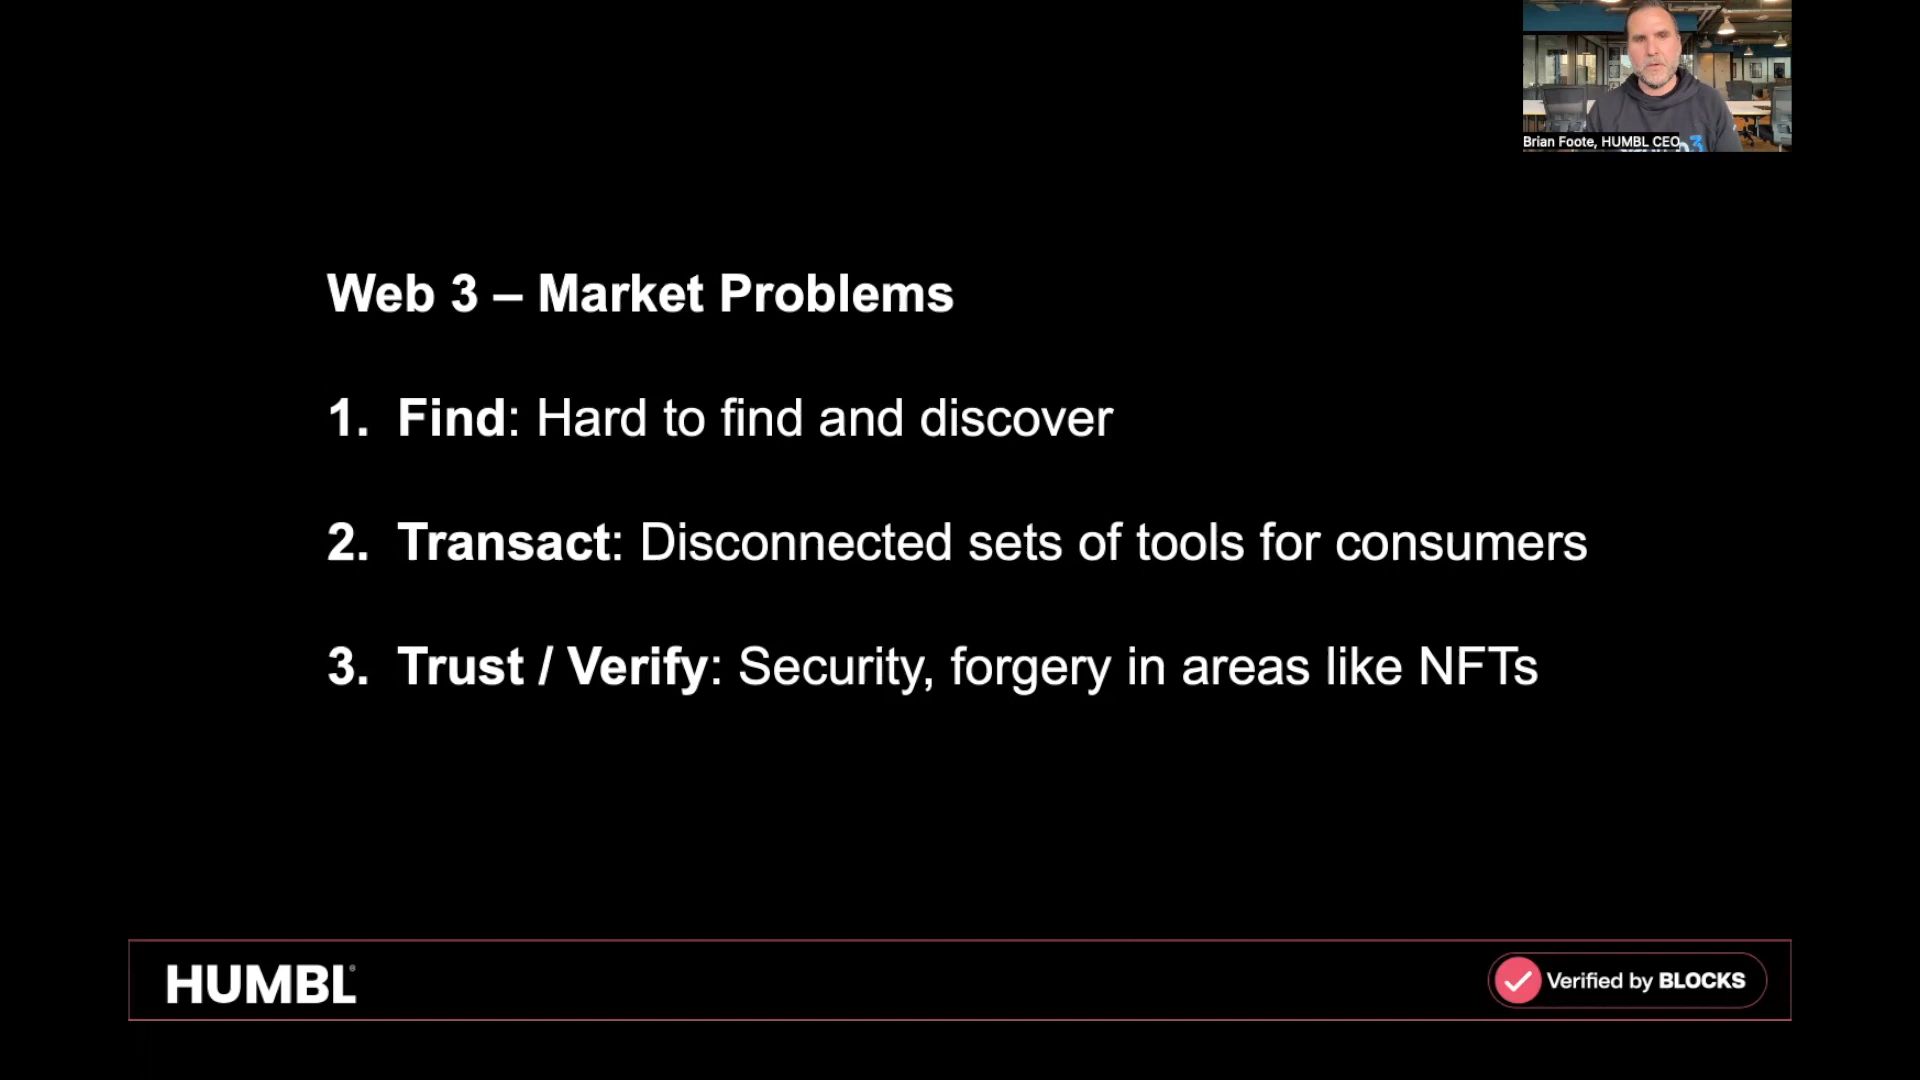 Brian Foote, HUMBL CEO
Web 3 – Market Problems
1. Find: Hard to find and discover
2. Transact: Disconnected sets of tools for consumers
3. Trust / Verify: Security, forgery in areas like NFTs
HUMBL®
Verified by BLOCKS